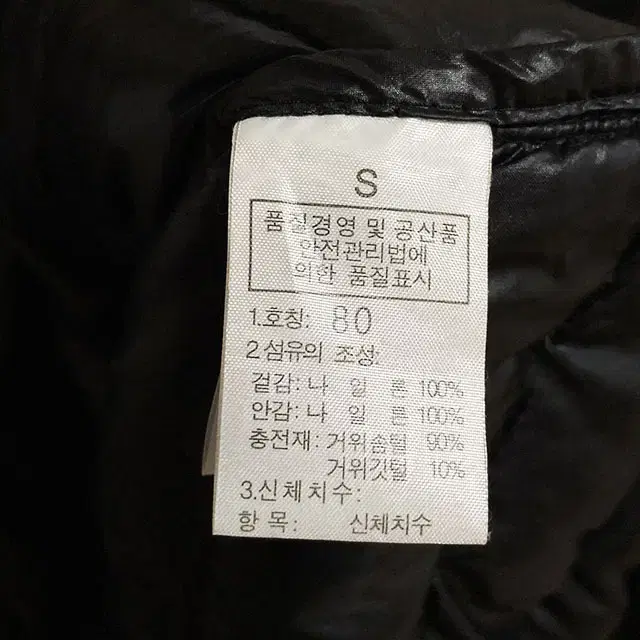 S
품질경영 및 공산품
안전관리법에
의한 품질표시
1.호칭: 80
2.섬유의 조성:
겉감:나 일 론 100%
안감:나 일 론 100%
충전재: 거위솜털 90%
거위깃털 10%
3.신체치수:
항 목: 신체치수